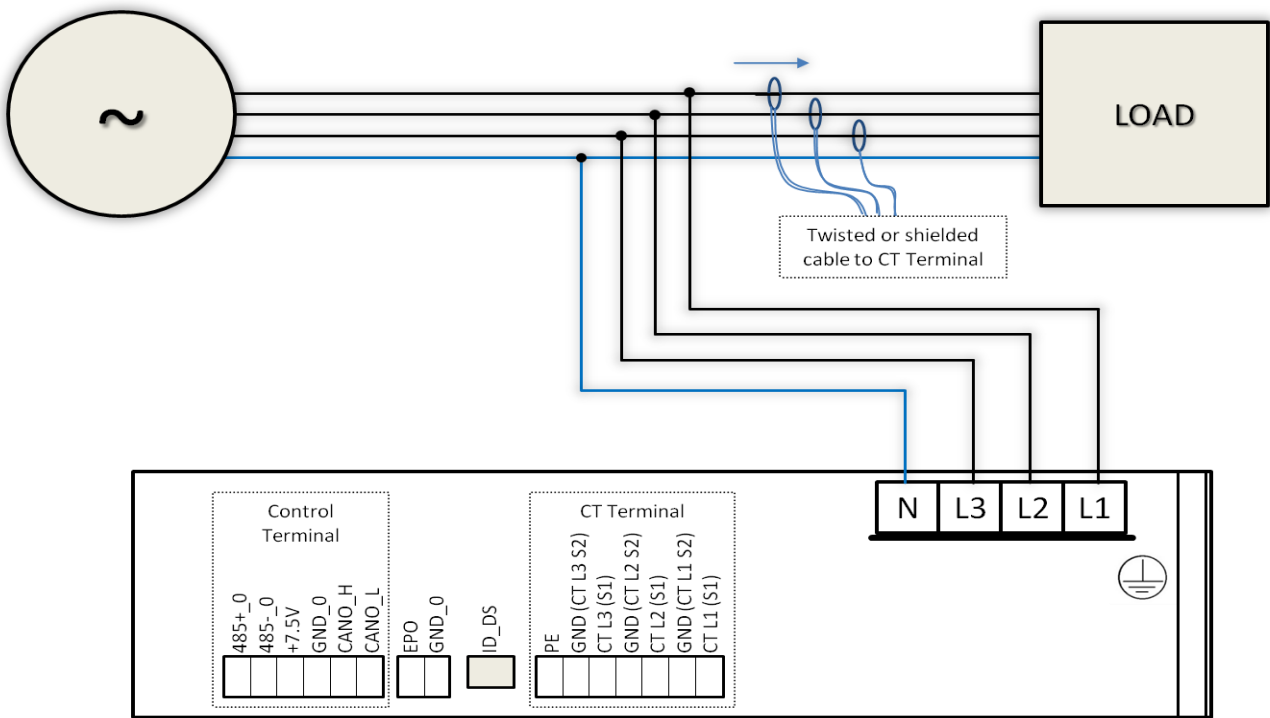 ~
LOAD
Twisted or shielded
cable to CT Terminal
N
L3
L2
L1
Control
Terminal
485+_0
485-_0
+7.5V
GND_0
CANO_H
CANO_L
EPO
GND_0
ID_DS
CT Terminal
PE
GND (CT L3 S2)
CT L3 (S1)
GND (CT L2 S2)
CT L2 (S1)
GND (CT L1 S2)
CT L1 (S1)